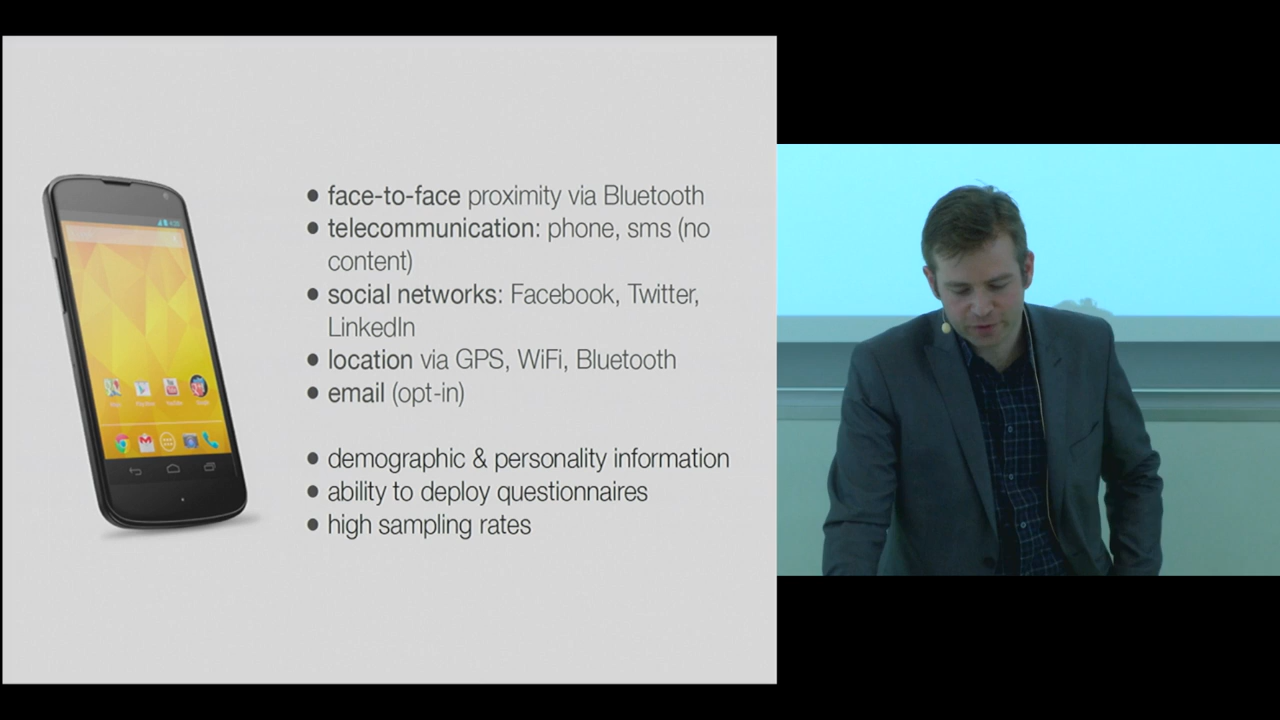 ● face-to-face proximity via Bluetooth
● telecommunication: phone, sms (no
content)
● social networks: Facebook, Twitter,
LinkedIn
● location via GPS, WiFi, Bluetooth
● email (opt-in)
● demographic & personality information
● ability to deploy questionnaires
● high sampling rates